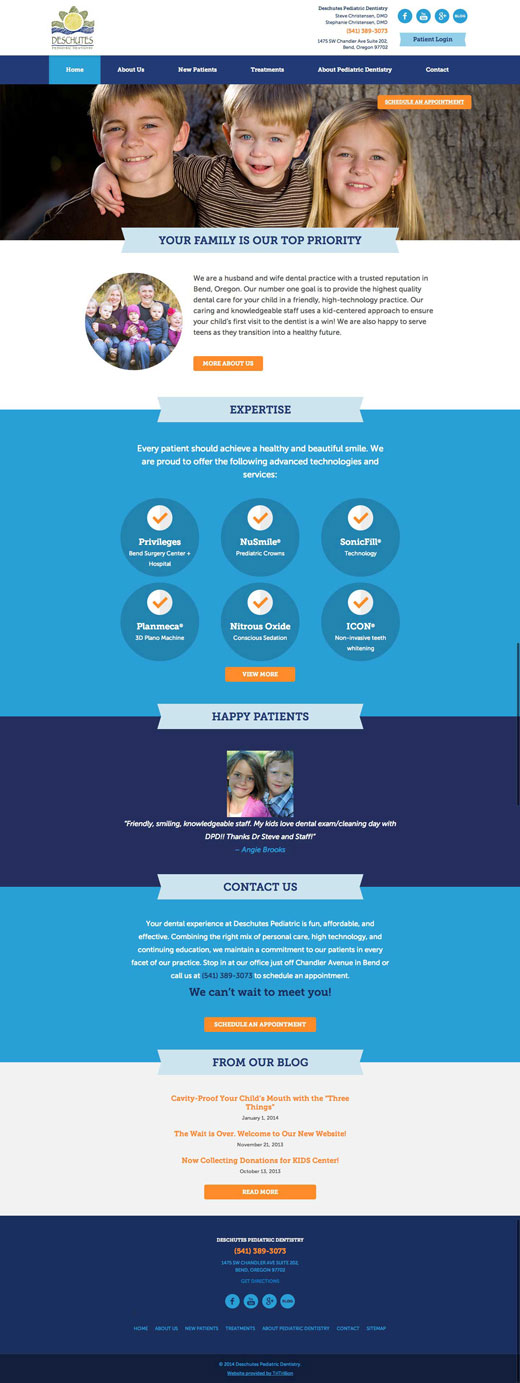 DESCHUTES
PEDIATRIC DENTISTRY
Deschutes Pediatric Dentistry
Steve Christensen, DMD
Stephanie Christensen, DMD
(541) 389-3073
1475 SW Chandler Ave Suite 202,
Bend, Oregon 97702
f
You
g+
BLOG
Patient Login
Home
About Us
New Patients
Treatments
About Pediatric Dentistry
Contact
SCHEDULE AN APPOINTMENT
YOUR FAMILY IS OUR TOP PRIORITY
We are a husband and wife dental practice with a trusted reputation in
Bend, Oregon. Our number one goal is to provide the highest quality
dental care for your child in a friendly, high-technology practice. Our
caring and knowledgeable staff uses a kid-centered approach to ensure
your child's first visit to the dentist is a win! We are also happy to serve
teens as they transition into a healthy future.
MORE ABOUT US
EXPERTISE
Every patient should achieve a healthy and beautiful smile. We
are proud to offer the following advanced technologies and
services:
Privileges
Bend Surgery Center +
Hospital
NuSmile®
Prediatric Crowns
SonicFill®
Technology
Planmeca®
3D Plano Machine
Nitrous Oxide
Conscious Sedation
ICON®
Non-invasive teeth
whitening
VIEW MORE
HAPPY PATIENTS
"Friendly, smiling, knowledgeable staff. My kids love dental exam/cleaning day with
DPD!! Thanks Dr Steve and Staff!"
– Angie Brooks
CONTACT US
Your dental experience at Deschutes Pediatric is fun, affordable, and
effective. Combining the right mix of personal care, high technology, and
continuing education, we maintain a commitment to our patients in every
facet of our practice. Stop in at our office just off Chandler Avenue in Bend or
call us at (541) 389-3073 to schedule an appointment.
We can't wait to meet you!
SCHEDULE AN APPOINTMENT
FROM OUR BLOG
Cavity-Proof Your Child's Mouth with the "Three
Things"
January 1, 2014
The Wait is Over. Welcome to Our New Website!
November 21, 2013
Now Collecting Donations for KIDS Center!
October 13, 2013
READ MORE
DESCHUTES PEDIATRIC DENTISTRY
(541) 389-3073
1475 SW CHANDLER AVE SUITE 202,
BEND, OREGON 97702
GET DIRECTIONS
f
You
g+
BLOG
HOME
ABOUT US
NEW PATIENTS
TREATMENTS
ABOUT PEDIATRIC DENTISTRY
CONTACT
SITEMAP
© 2014 Deschutes Pediatric Dentistry.
Website provided by